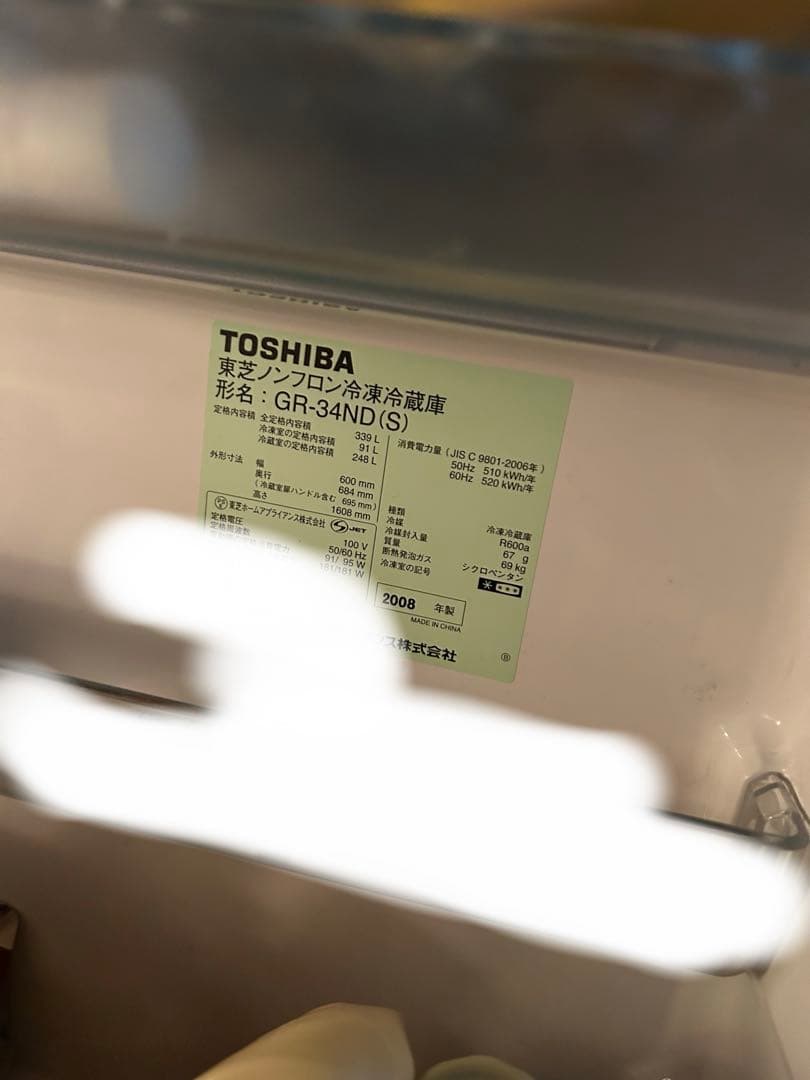 TOSHIBA
東芝ノンフロン冷凍冷蔵庫
形名：GR-34ND(S)
定格内容積 全定格内容積 339 L
冷凍室の定格内容積 91 L
冷蔵室の定格内容積 248 L
外形寸法 幅 600 mm
奥行 684 mm
(冷蔵室扉ハンドル含む 695 mm)
高さ 1608 mm
東芝ホームアプライアンス株式会社 JET
定格電圧 100 V
定格周波数 50/60 Hz
91/ 95 W
181/181 W
消費電力量 (JIS C 9801-2006年)
50Hz 510 kWh/年
60Hz 520 kWh/年
種類 冷凍冷蔵庫
冷媒 R600a
冷媒封入量 67 g
質量 69 kg
断熱発泡ガス シクロペンタン
冷凍室の記号
2008 年製
MADE IN CHINA
ンス株式会社
Ⓑ